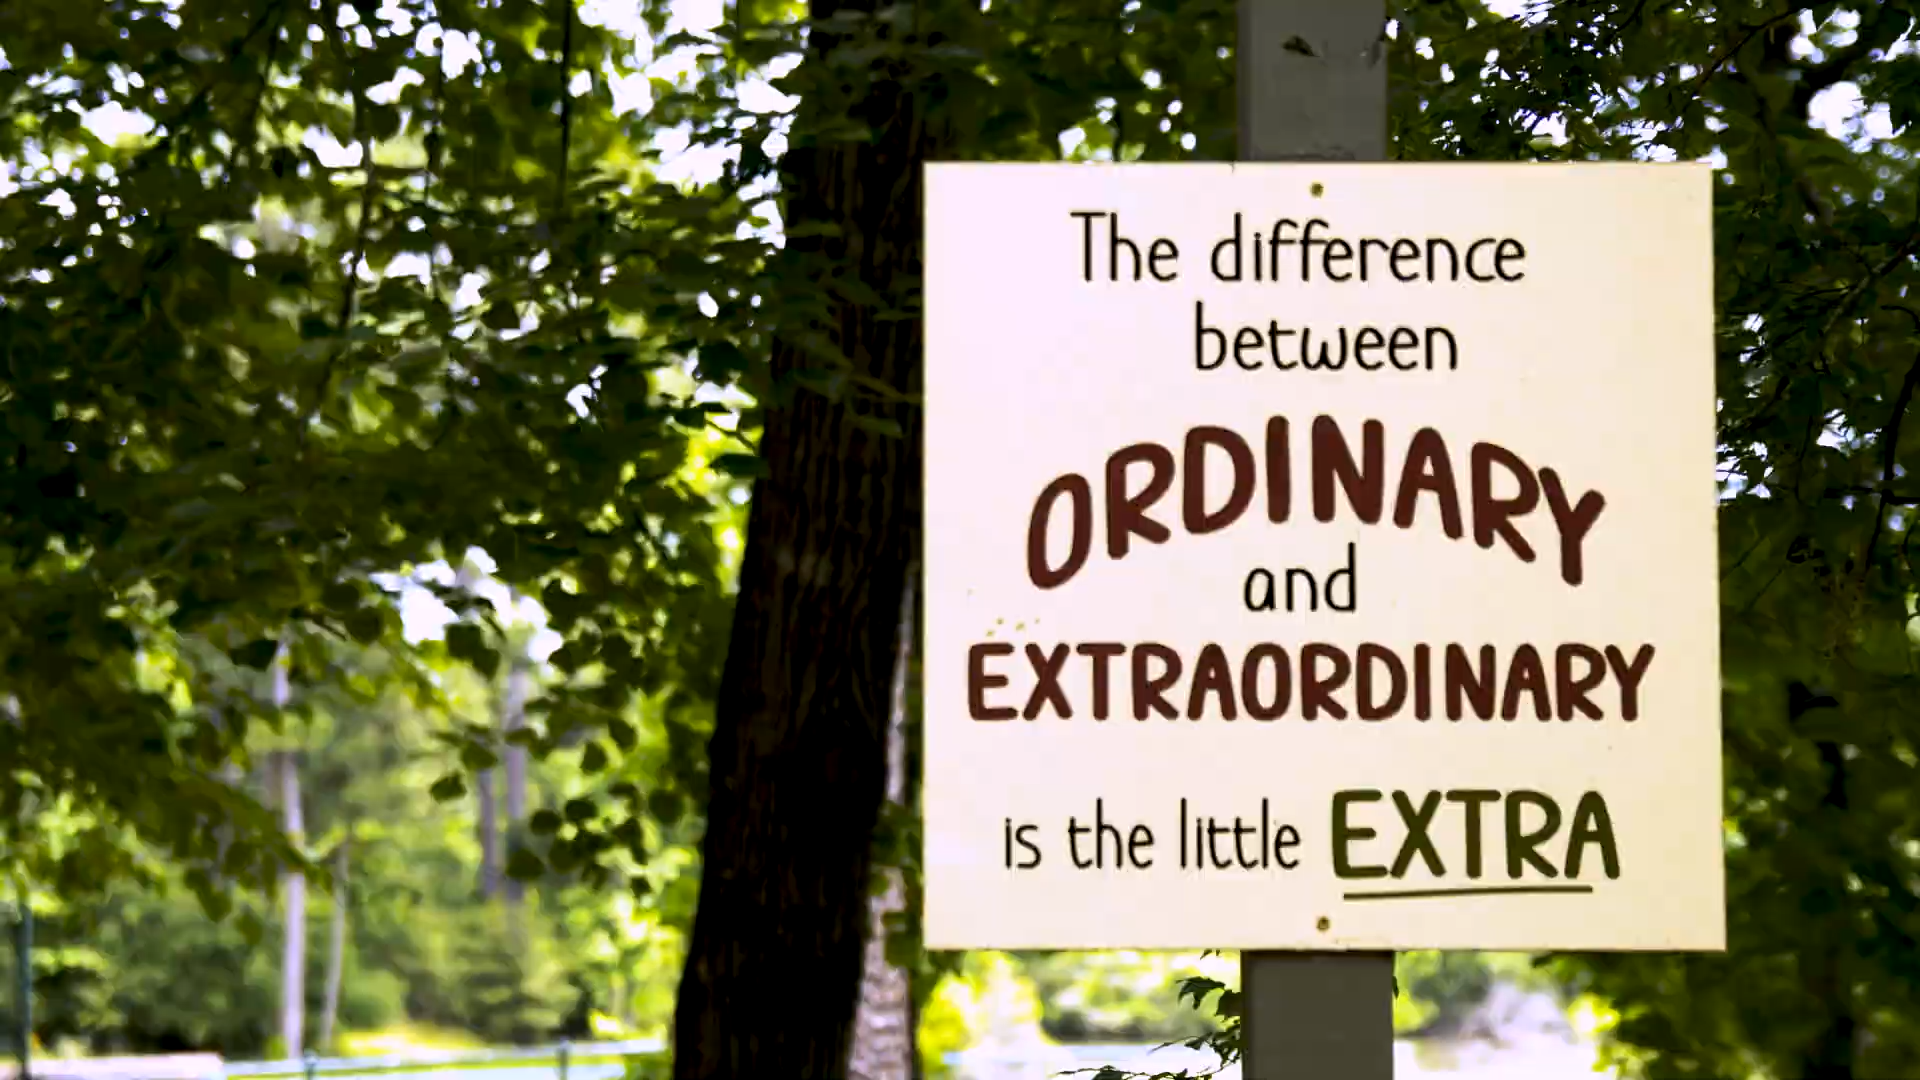 The difference
between
ORDINARY
and
EXTRAORDINARY
is the little EXTRA